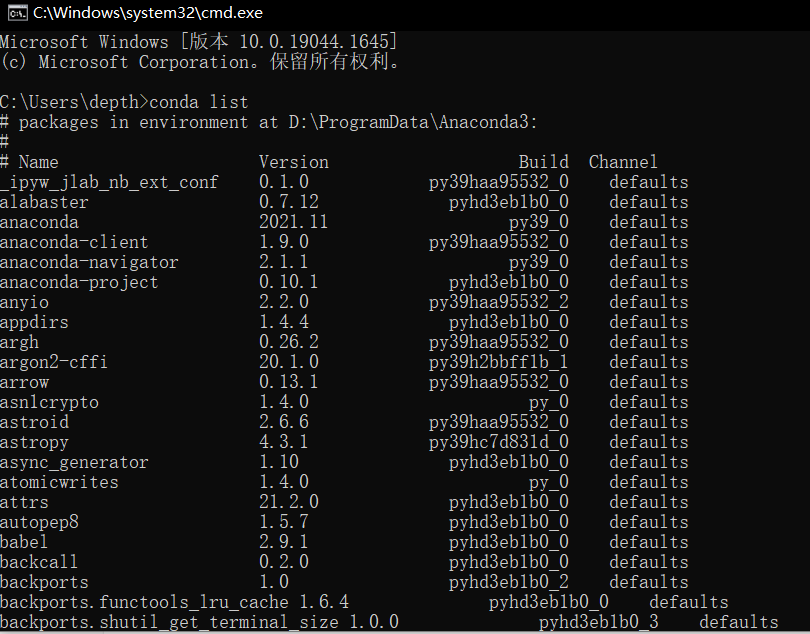 C:\Windows\system32\cmd.exe
Microsoft Windows [版本 10.0.19044.1645]
(c) Microsoft Corporation。保留所有权利。
C:\Users\depth>conda list
# packages in environment at D:\ProgramData\Anaconda3:
#
# Name                    Version                   Build  Channel
_ipyw_jlab_nb_ext_conf    0.1.0            py39haa95532_0    defaults
alabaster                 0.7.12             pyhd3eb1b0_0    defaults
anaconda                  2021.11                  py39_0    defaults
anaconda-client           1.9.0            py39haa95532_0    defaults
anaconda-navigator        2.1.1                    py39_0    defaults
anaconda-project          0.10.1             pyhd3eb1b0_0    defaults
anyio                     2.2.0            py39haa95532_2    defaults
appdirs                   1.4.4              pyhd3eb1b0_0    defaults
argh                      0.26.2           py39haa95532_0    defaults
argon2-cffi               20.1.0           py39h2bbff1b_1    defaults
arrow                     0.13.1           py39haa95532_0    defaults
asn1crypto                1.4.0                      py_0    defaults
astroid                   2.6.6            py39haa95532_0    defaults
astropy                   4.3.1            py39hc7d831d_0    defaults
async_generator           1.10               pyhd3eb1b0_0    defaults
atomicwrites              1.4.0                      py_0    defaults
attrs                     21.2.0             pyhd3eb1b0_0    defaults
autopep8                  1.5.7              pyhd3eb1b0_0    defaults
babel                     2.9.1              pyhd3eb1b0_0    defaults
backcall                  0.2.0              pyhd3eb1b0_0    defaults
backports                 1.0                pyhd3eb1b0_2    defaults
backports.functools_lru_cache 1.6.4              pyhd3eb1b0_0    defaults
backports.shutil_get_terminal_size 1.0.0              pyhd3eb1b0_3    defaults